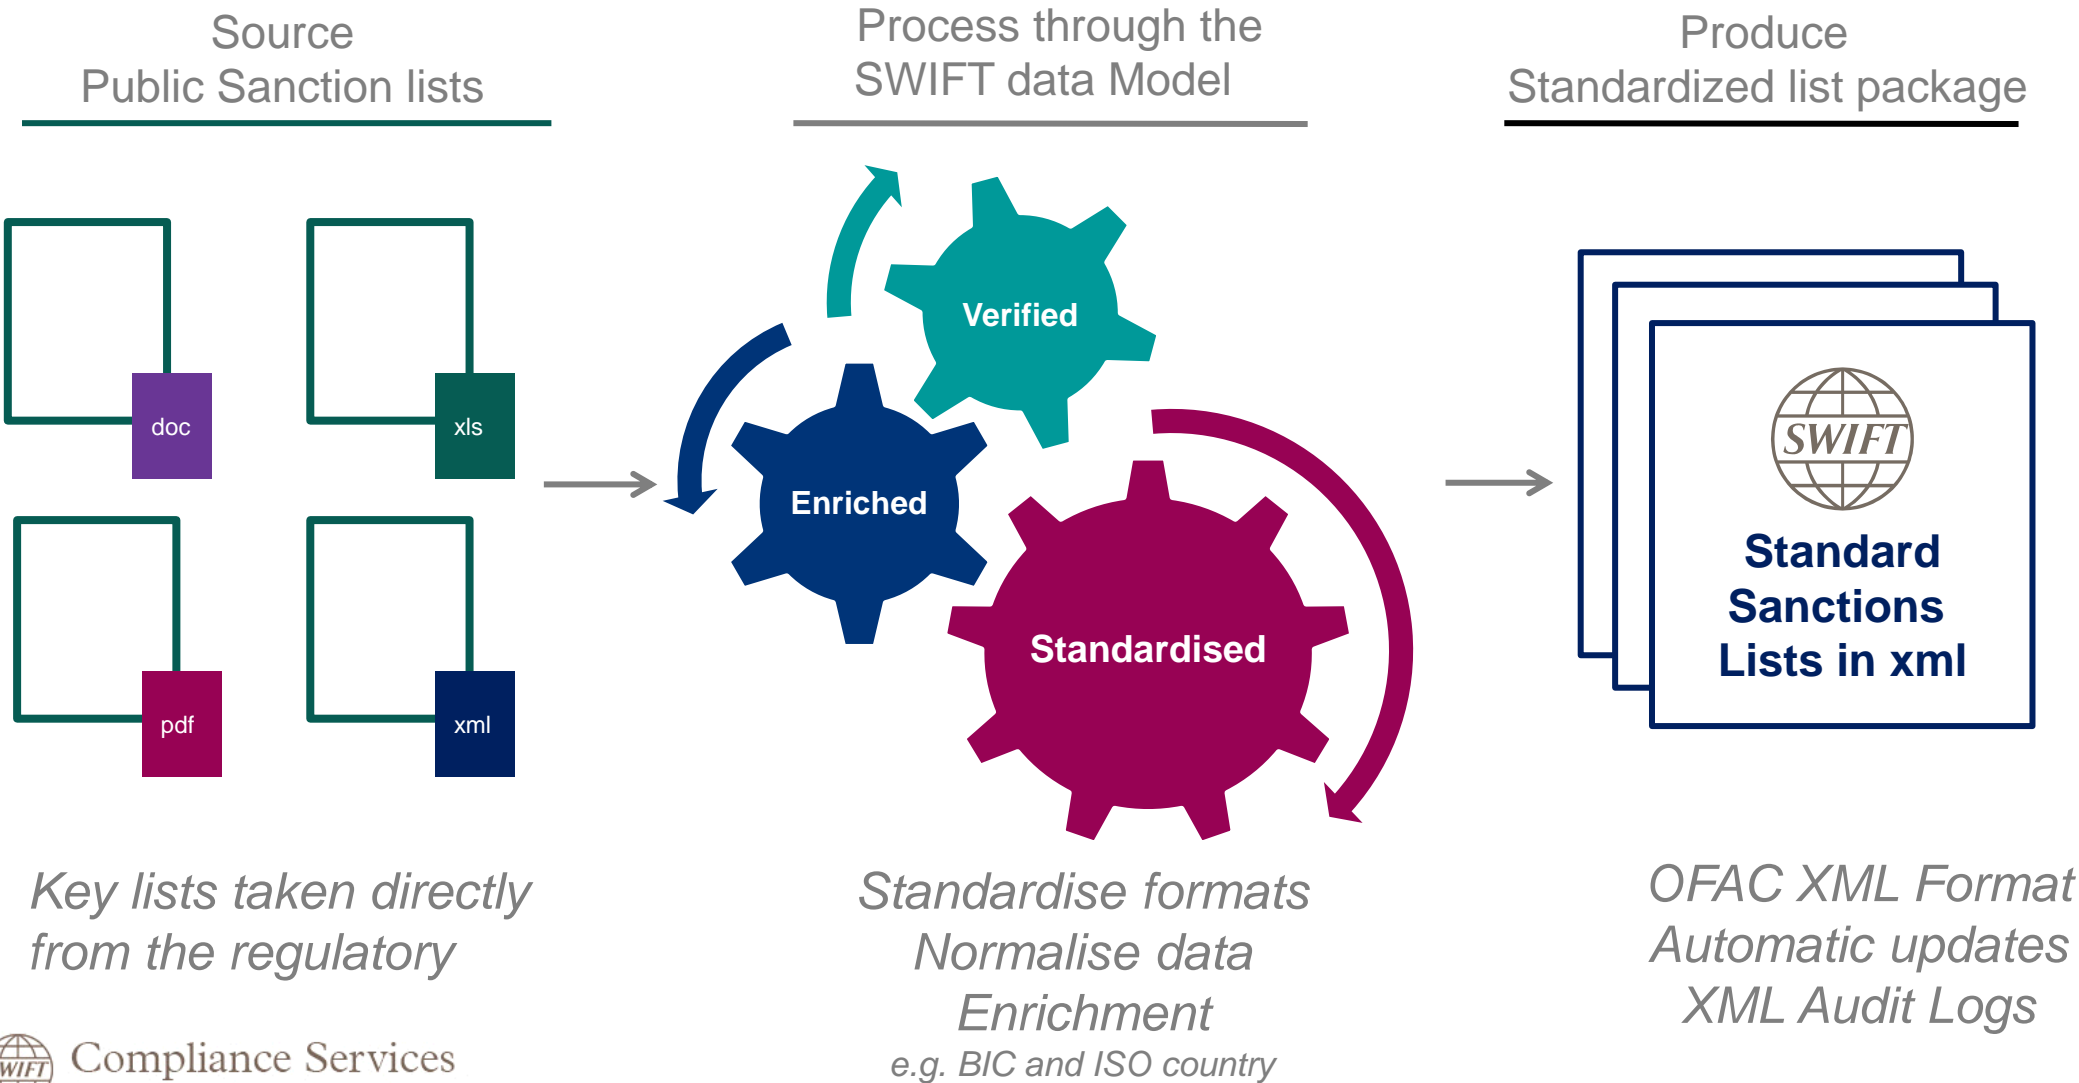 Source
Public Sanction lists
Process through the
SWIFT data Model
Produce
Standardized list package
doc
xls
pdf
xml
Verified
Enriched
Standardised
SWIFT
Standard
Sanctions
Lists in xml
Key lists taken directly
from the regulatory
Standardise formats
Normalise data
Enrichment
e.g. BIC and ISO country
OFAC XML Format
Automatic updates
XML Audit Logs
SWIFT
Compliance Services